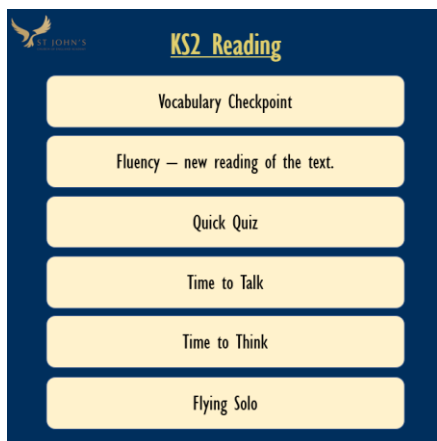 ST JOHN'S
KS2 Reading
Vocabulary Checkpoint
Fluency – new reading of the text.
Quick Quiz
Time to Talk
Time to Think
Flying Solo